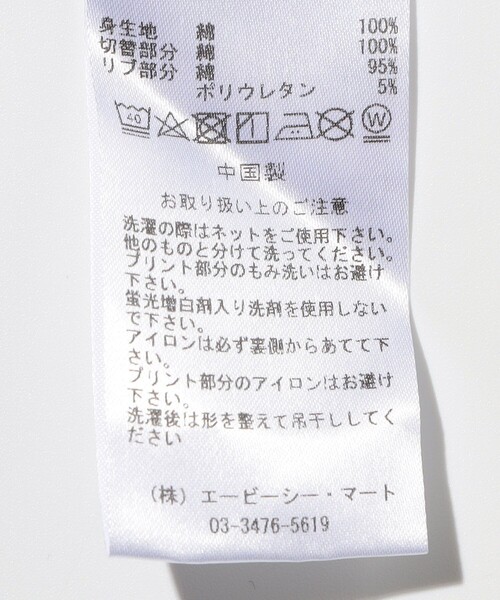 身生地 綿 100%
切替部分 綿 100%
リブ部分 綿 95%
ポリウレタン 5%
40 W
中国製
お取り扱い上のご注意
洗濯の際はネットをご使用下さい。
他のものと分けて洗ってください。
プリント部分のもみ洗いはお避け
下さい。
蛍光増白剤入り洗剤を使用しない
で下さい。
アイロンは必ず裏側からあてて下
さい。
プリント部分のアイロンはお避け
下さい。
洗濯後は形を整えて吊干ししてく
ださい
（株）エービーシー・マート
03-3476-5619